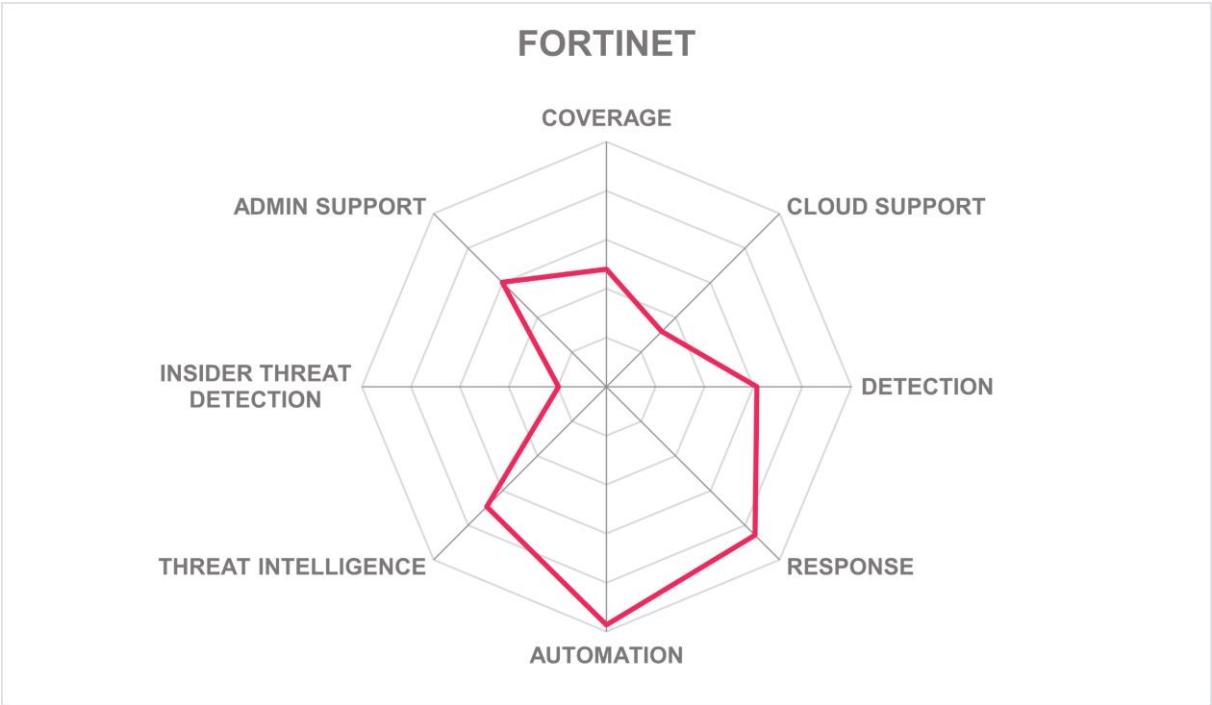 FORTINET
COVERAGE
ADMIN SUPPORT
CLOUD SUPPORT
INSIDER THREAT
DETECTION
DETECTION
THREAT INTELLIGENCE
RESPONSE
AUTOMATION